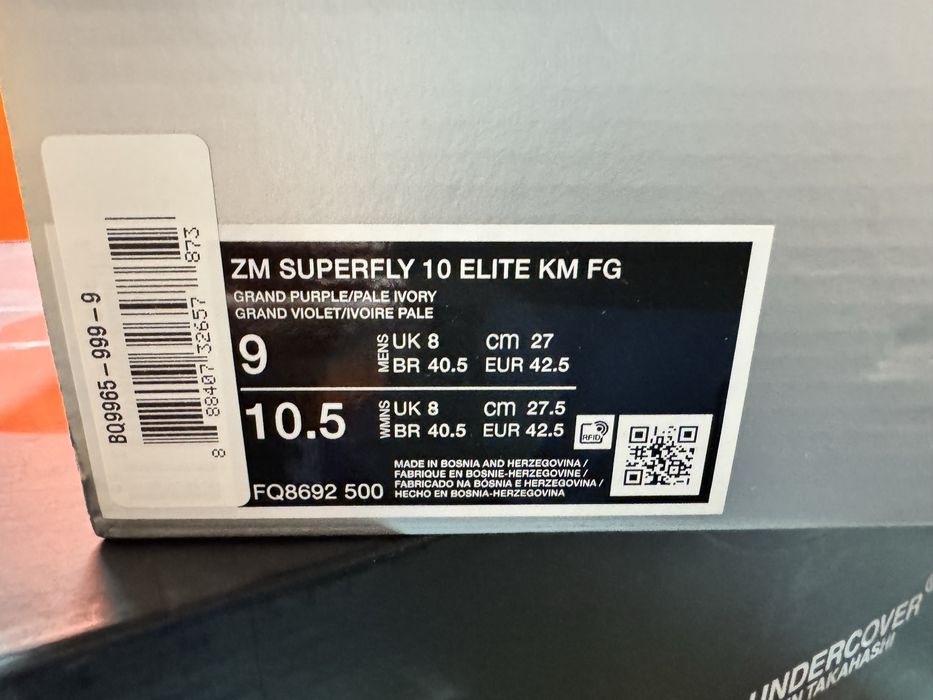 BQ9965-999-9
8 88407 32657 873
ZM SUPERFLY 10 ELITE KM FG
GRAND PURPLE/PALE IVORY
GRAND VIOLET/IVOIRE PALE
9
MENS
UK 8 cm 27
BR 40.5 EUR 42.5
10.5
WMNS
UK 8 cm 27.5
BR 40.5 EUR 42.5
RFID
FQ8692 500
MADE IN BOSNIA AND HERZEGOVINA /
FABRIQUE EN BOSNIE-HERZEGOVINE /
FABRICADO NA BÓSNIA E HERZEGOVINA /
HECHO EN BOSNIA-HERZEGOVINA
UNDERCOVER
TAKAHASHI